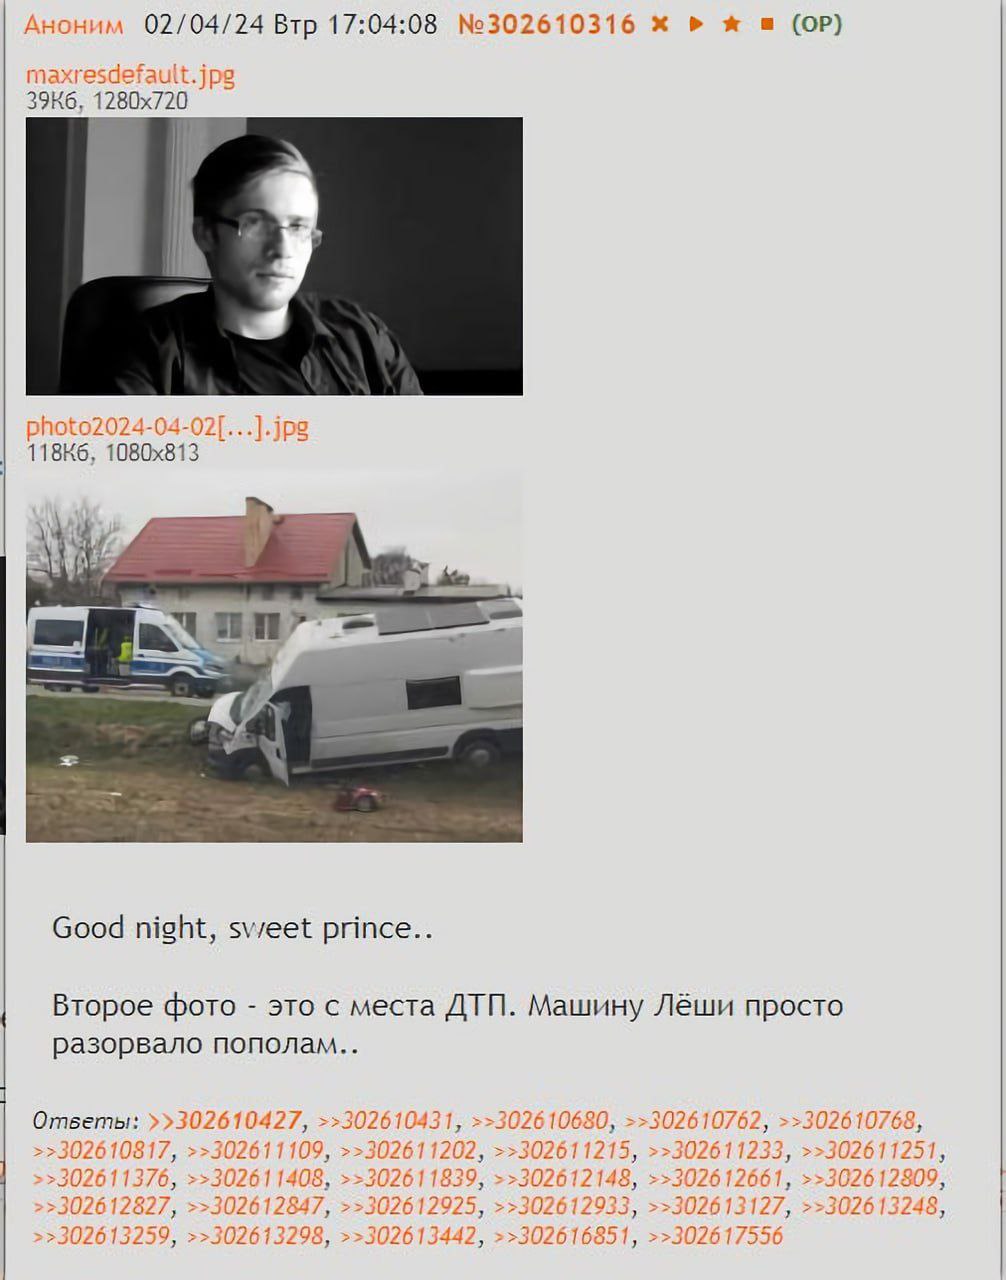 Аноним 02/04/24 Втр 17:04:08 №302610316 (OP)
maxresdefault.jpg
39Кб, 1280x720
photo2024-04-02[...].jpg
118Кб, 1080x813
Good night, sweet prince..
Второе фото - это с места ДТП. Машину Лёши просто
разорвало пополам..
Ответы: >>302610427, >>302610431, >>302610680, >>302610762, >>302610768,
>>302610817, >>302611109, >>302611202, >>302611215, >>302611233, >>302611251,
>>302611376, >>302611408, >>302611839, >>302612148, >>302612661, >>302612809,
>>302612827, >>302612847, >>302612925, >>302612933, >>302613127, >>302613248,
>>302613259, >>302613298, >>302613442, >>302616851, >>302617556